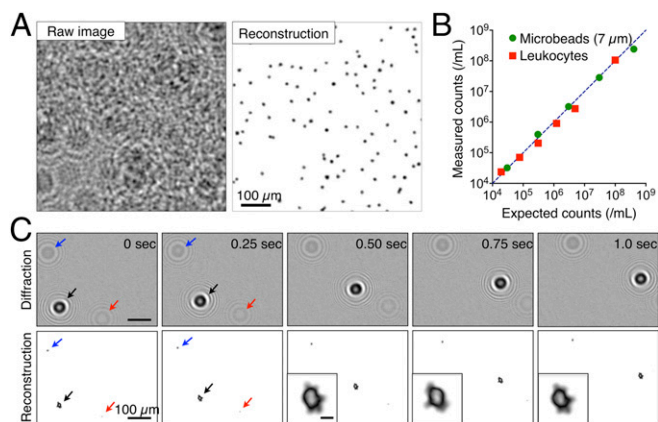 A
Raw image
Reconstruction
100 µm
B
Microbeads (7 µm)
Leukocytes
Measured counts (/mL)
10⁹
10⁸
10⁷
10⁶
10⁵
10⁴
10⁴ 10⁵ 10⁶ 10⁷ 10⁸ 10⁹
Expected counts (/mL)
C
Diffraction
0 sec
0.25 sec
0.50 sec
0.75 sec
1.0 sec
Reconstruction
100 µm